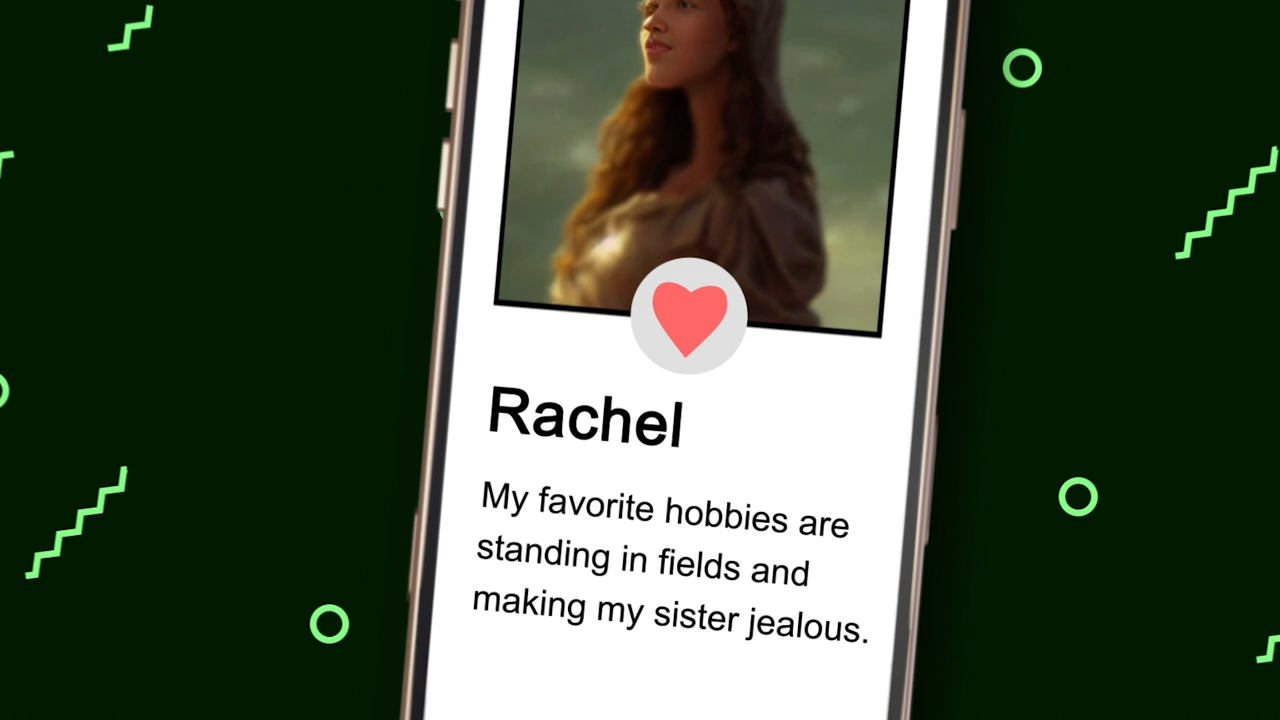 Rachel
My favorite hobbies are
standing in fields and
making my sister jealous.